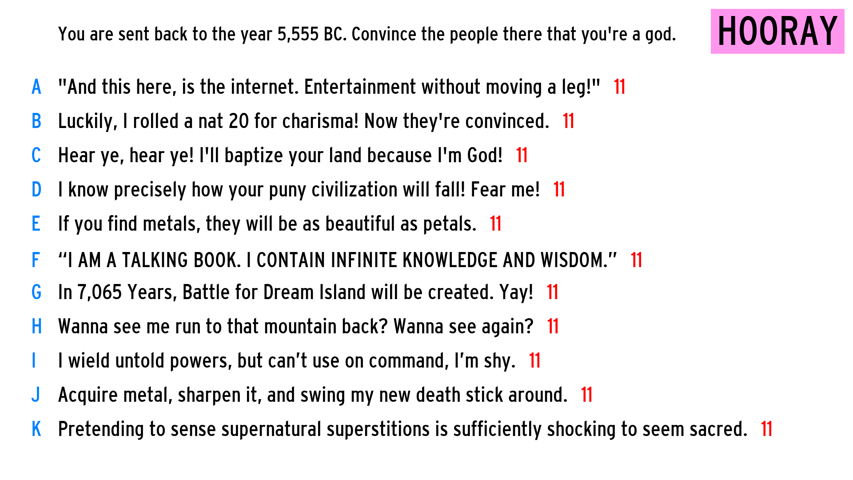 You are sent back to the year 5,555 BC. Convince the people there that you're a god.
HOORAY
A "And this here, is the internet. Entertainment without moving a leg!" 11
B Luckily, I rolled a nat 20 for charisma! Now they're convinced. 11
C Hear ye, hear ye! I'll baptize your land because I'm God! 11
D I know precisely how your puny civilization will fall! Fear me! 11
E If you find metals, they will be as beautiful as petals. 11
F “I AM A TALKING BOOK. I CONTAIN INFINITE KNOWLEDGE AND WISDOM.” 11
G In 7,065 Years, Battle for Dream Island will be created. Yay! 11
H Wanna see me run to that mountain back? Wanna see again? 11
I I wield untold powers, but can’t use on command, I’m shy. 11
J Acquire metal, sharpen it, and swing my new death stick around. 11
K Pretending to sense supernatural superstitions is sufficiently shocking to seem sacred. 11